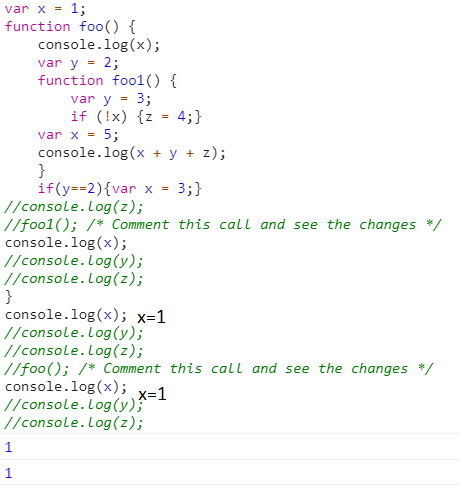 var x = 1;
function foo() {
    console.log(x);
    var y = 2;
    function foo1() {
        var y = 3;
        if (!x) {z = 4;}
    var x = 5;
    console.log(x + y + z);
    }
    if(y==2){var x = 3;}
//console.log(z);
//foo1(); /* Comment this call and see the changes */
console.log(x);
//console.log(y);
//console.log(z);
}
console.log(x); x=1
//console.log(y);
//console.log(z);
//foo(); /* Comment this call and see the changes */
console.log(x); x=1
//console.log(y);
//console.log(z);
1
1